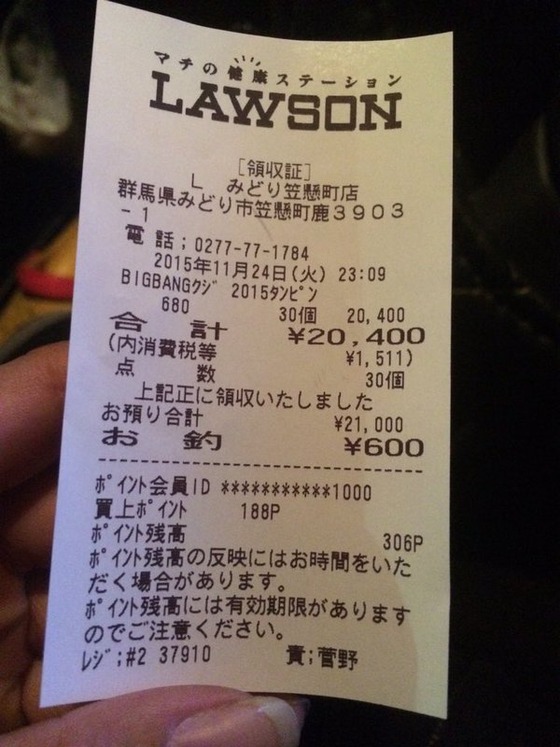 マチの健康ステーション
LAWSON
[領収証]
L みどり笠懸町店
群馬県みどり市笠懸町鹿3903
-1
電話;0277-77-1784
2015年11月24日(火) 23:09
BIGBANGクジ 2015タンピン
680 30個 20,400
合計 ¥20,400
(内消費税等 ¥1,511)
点数 30個
上記正に領収いたしました
お預り合計 ¥21,000
お釣 ¥600
ポイント会員ID ***********1000
買上ポイント 188P
ポイント残高 306P
ポイント残高の反映にはお時間をいた
だく場合があります。
ポイント残高には有効期限があります
のでご注意ください。
レジ;#2 37910 責;菅野